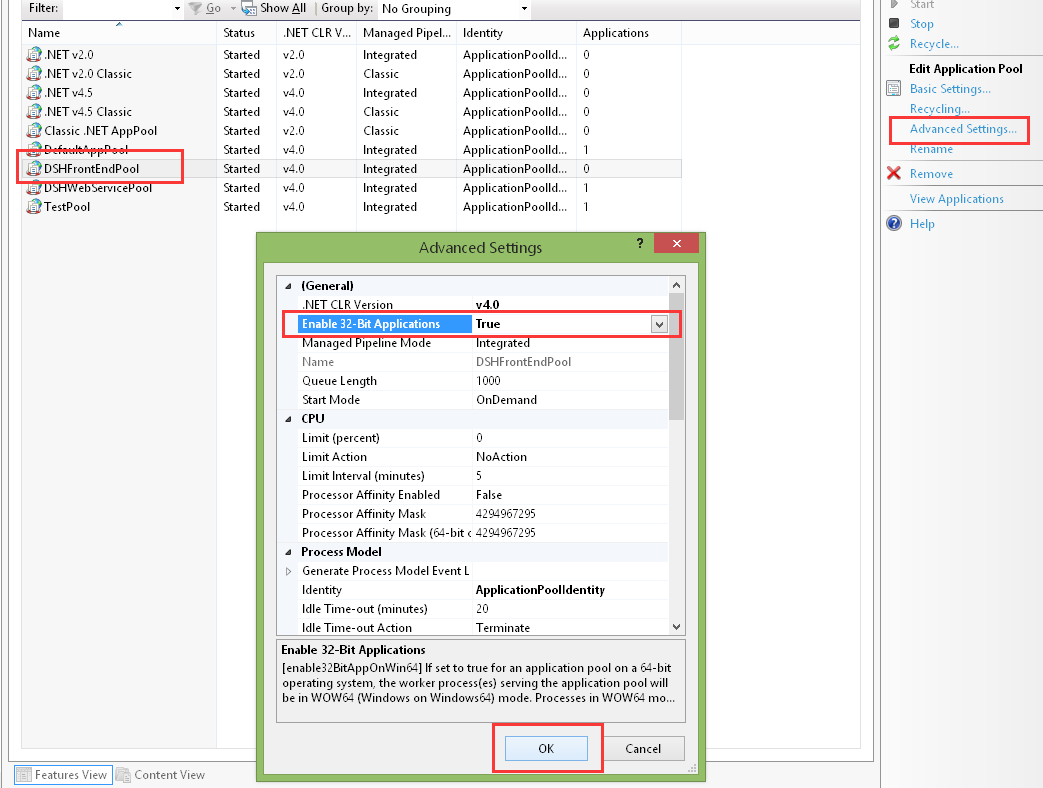 Filter: Go Show All Group by: No Grouping
Name Status .NET CLR V... Managed Pipel... Identity Applications
.NET v2.0 Started v2.0 Integrated ApplicationPoolId... 0
.NET v2.0 Classic Started v2.0 Classic ApplicationPoolId... 0
.NET v4.5 Started v4.0 Integrated ApplicationPoolId... 0
.NET v4.5 Classic Started v4.0 Classic ApplicationPoolId... 0
Classic .NET AppPool Started v2.0 Classic ApplicationPoolId... 0
DefaultAppPool Started v4.0 Integrated ApplicationPoolId... 1
DSHFrontEndPool Started v4.0 Integrated ApplicationPoolId... 0
DSHWebServicePool Started v4.0 Integrated ApplicationPoolId... 1
TestPool Started v4.0 Integrated ApplicationPoolId... 1
Start
Stop
Recycle...
Edit Application Pool
Basic Settings...
Recycling...
Advanced Settings...
Rename
Remove
View Applications
Help
Advanced Settings ?
(General)
.NET CLR Version v4.0
Enable 32-Bit Applications True
Managed Pipeline Mode Integrated
Name DSHFrontEndPool
Queue Length 1000
Start Mode OnDemand
CPU
Limit (percent) 0
Limit Action NoAction
Limit Interval (minutes) 5
Processor Affinity Enabled False
Processor Affinity Mask 4294967295
Processor Affinity Mask (64-bit o 4294967295
Process Model
Generate Process Model Event L
Identity ApplicationPoolIdentity
Idle Time-out (minutes) 20
Idle Time-out Action Terminate
Enable 32-Bit Applications
[enable32BitAppOnWin64] If set to true for an application pool on a 64-bit
operating system, the worker process(es) serving the application pool will
be in WOW64 (Windows on Windows64) mode. Processes in WOW64 mo...
OK Cancel
Features View Content View